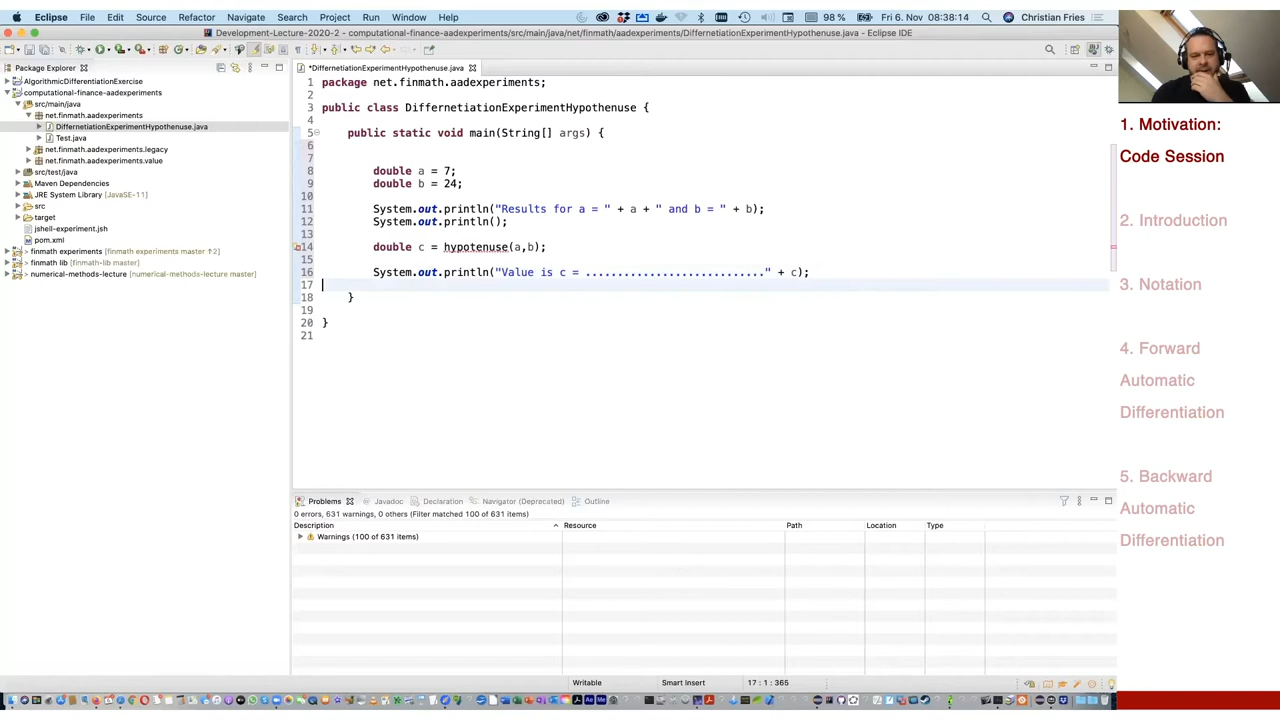 Eclipse File Edit Source Refactor Navigate Search Project Run Window Help 98 % Fri 6. Nov 08:38:14 Christian Fries
Development-Lecture-2020-2 - computational-finance-aadexperiments/src/main/java/net/finmath/aadexperiments/DiffernetiationExperimentHypothenuse.java - Eclipse IDE
Package Explorer
AlgorithmicDifferentiationExercise
computational-finance-aadexperiments
src/main/java
net.finmath.aadexperiments
DiffernetiationExperimentHypothenuse.java
Test.java
net.finmath.aadexperiments.legacy
net.finmath.aadexperiments.value
src/test/java
Maven Dependencies
JRE System Library [JavaSE-11]
src
target
jshell-experiment.jsh
pom.xml
finmath experiments [finmath experiments master ↑2]
finmath lib [finmath-lib master]
numerical-methods-lecture [numerical-methods-lecture master]
*DiffernetiationExperimentHypothenuse.java
1 package net.finmath.aadexperiments;
2
3 public class DiffernetiationExperimentHypothenuse {
4
5 public static void main(String[] args) {
6
7
8 double a = 7;
9 double b = 24;
10
11 System.out.println("Results for a = " + a + " and b = " + b);
12 System.out.println();
13
14 double c = hypotenuse(a,b);
15
16 System.out.println("Value is c = ............................" + c);
17
18 }
19
20 }
21
Problems Javadoc Declaration Navigator (Deprecated) Outline
0 errors, 631 warnings, 0 others (Filter matched 100 of 631 items)
Description Resource Path Location Type
Warnings (100 of 631 items)
Writable Smart Insert 17 : 1 : 365
1. Motivation:
Code Session
2. Introduction
3. Notation
4. Forward
Automatic
Differentiation
5. Backward
Automatic
Differentiation